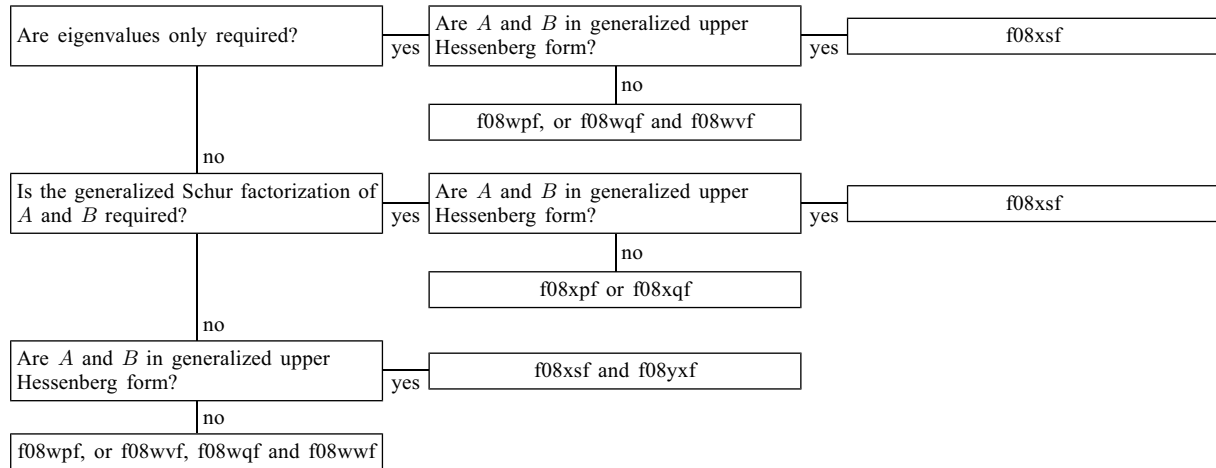 Are eigenvalues only required?
yes
Are A and B in generalized upper
Hessenberg form?
yes
f08xsf
no
f08wpf, or f08wqf and f08wvf
no
Is the generalized Schur factorization of
A and B required?
yes
Are A and B in generalized upper
Hessenberg form?
yes
f08xsf
no
f08xpf or f08xqf
no
Are A and B in generalized upper
Hessenberg form?
yes
f08xsf and f08yxf
no
f08wpf, or f08wvf, f08wqf and f08wwf